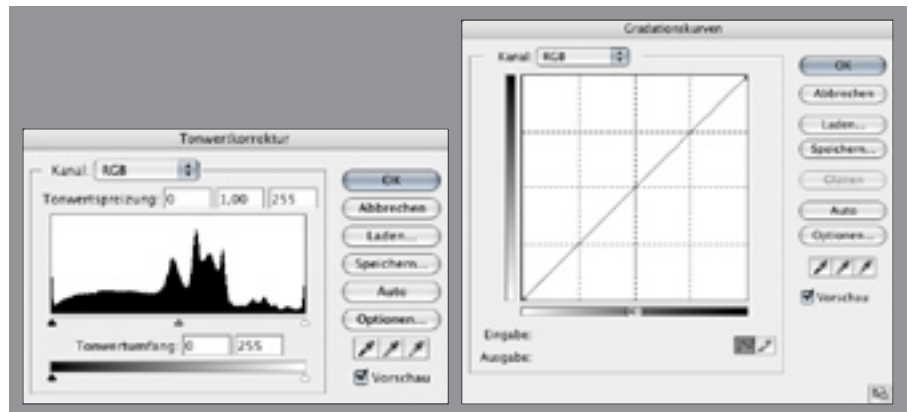 Tonwertkorrektur
Kanal: RGB
Tonwertspreizung: 0 1,00 255
OK
Abbrechen
Laden...
Speichern...
Auto
Optionen...
Tonwertumfang: 0 255
Vorschau
Gradationskurven
Kanal: RGB
OK
Abbrechen
Laden...
Speichern...
Glätten
Auto
Optionen...
Vorschau
Eingabe:
Ausgabe: